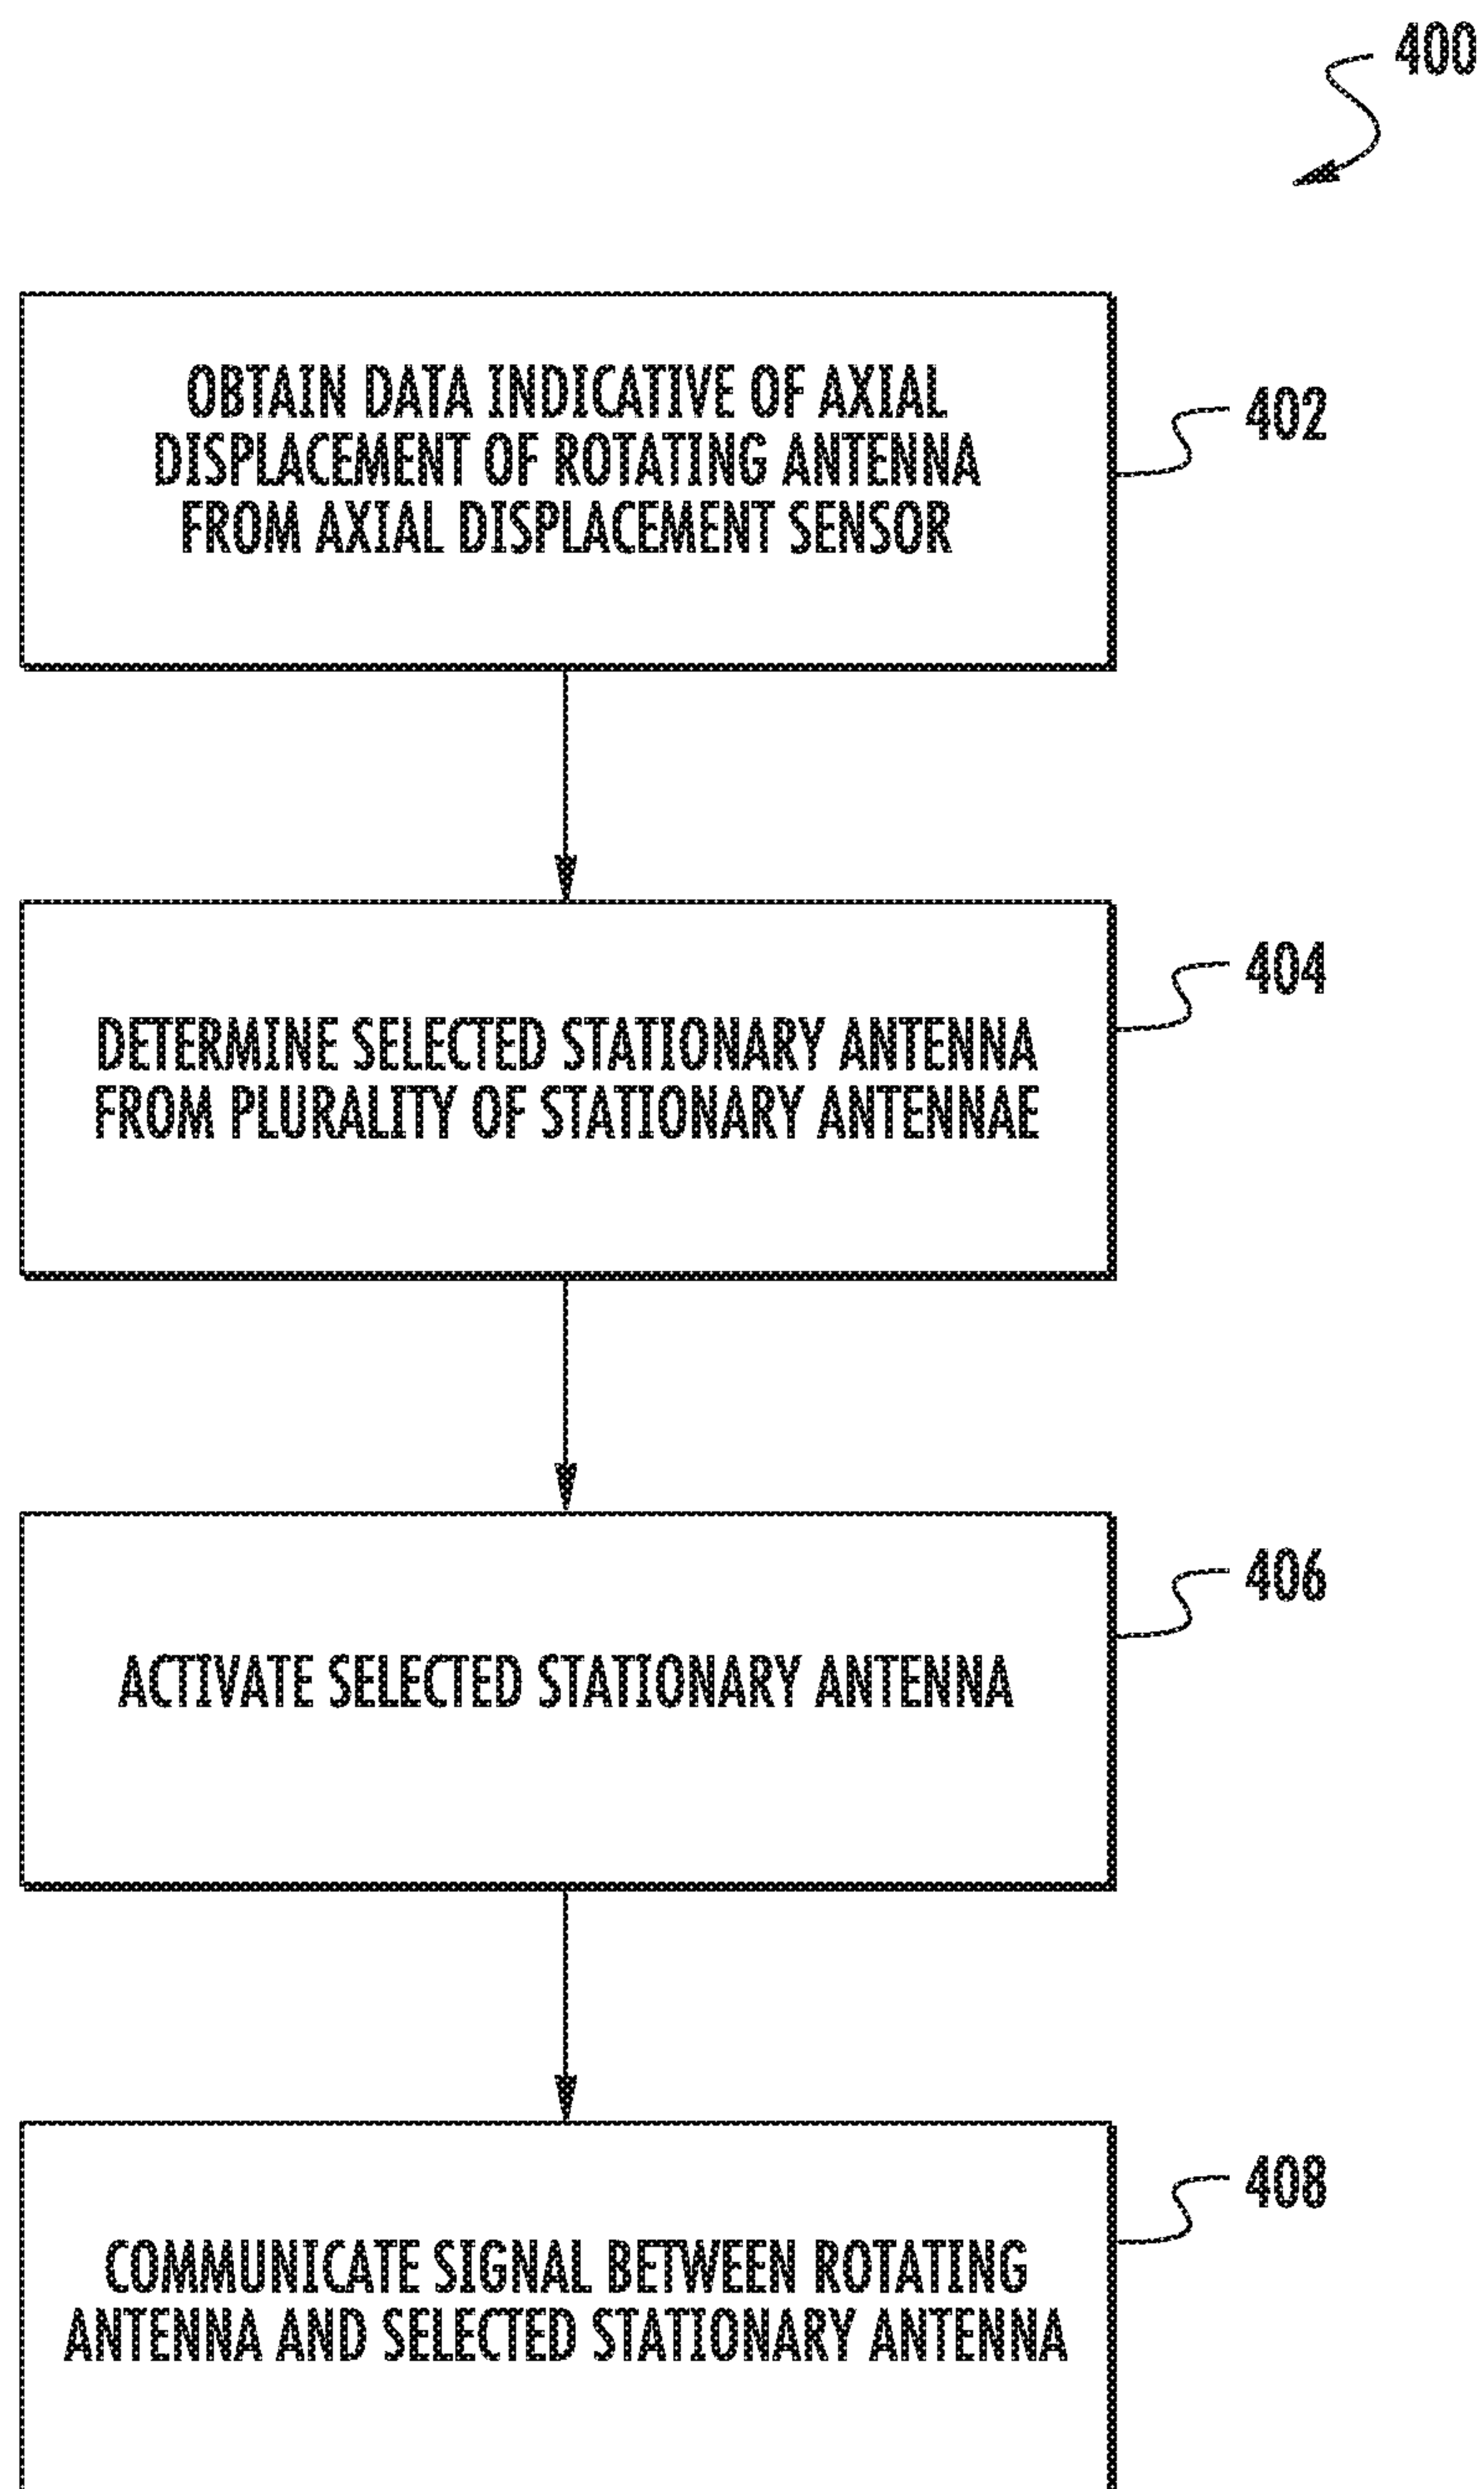 400
OBTAIN DATA INDICATIVE OF AXIAL
DISPLACEMENT OF ROTATING ANTENNA
FROM AXIAL DISPLACEMENT SENSOR
402
DETERMINE SELECTED STATIONARY ANTENNA
FROM PLURALITY OF STATIONARY ANTENNAE
404
ACTIVATE SELECTED STATIONARY ANTENNA
406
COMMUNICATE SIGNAL BETWEEN ROTATING
ANTENNA AND SELECTED STATIONARY ANTENNA
408